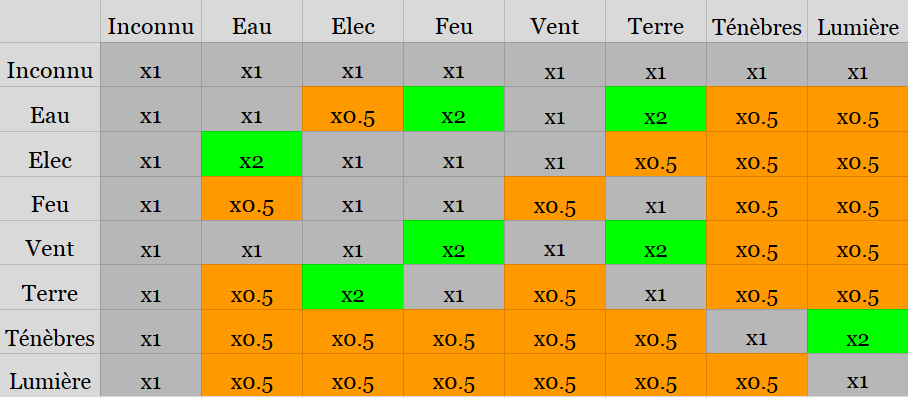 Inconnu Eau Elec Feu Vent Terre Ténèbres Lumière
Inconnu x1 x1 x1 x1 x1 x1 x1 x1
Eau x1 x1 x0.5 x2 x1 x2 x0.5 x0.5
Elec x1 x2 x1 x1 x1 x0.5 x0.5 x0.5
Feu x1 x0.5 x1 x1 x0.5 x1 x0.5 x0.5
Vent x1 x1 x1 x2 x1 x2 x0.5 x0.5
Terre x1 x0.5 x2 x1 x0.5 x1 x0.5 x0.5
Ténèbres x1 x0.5 x0.5 x0.5 x0.5 x0.5 x1 x2
Lumière x1 x0.5 x0.5 x0.5 x0.5 x0.5 x0.5 x1